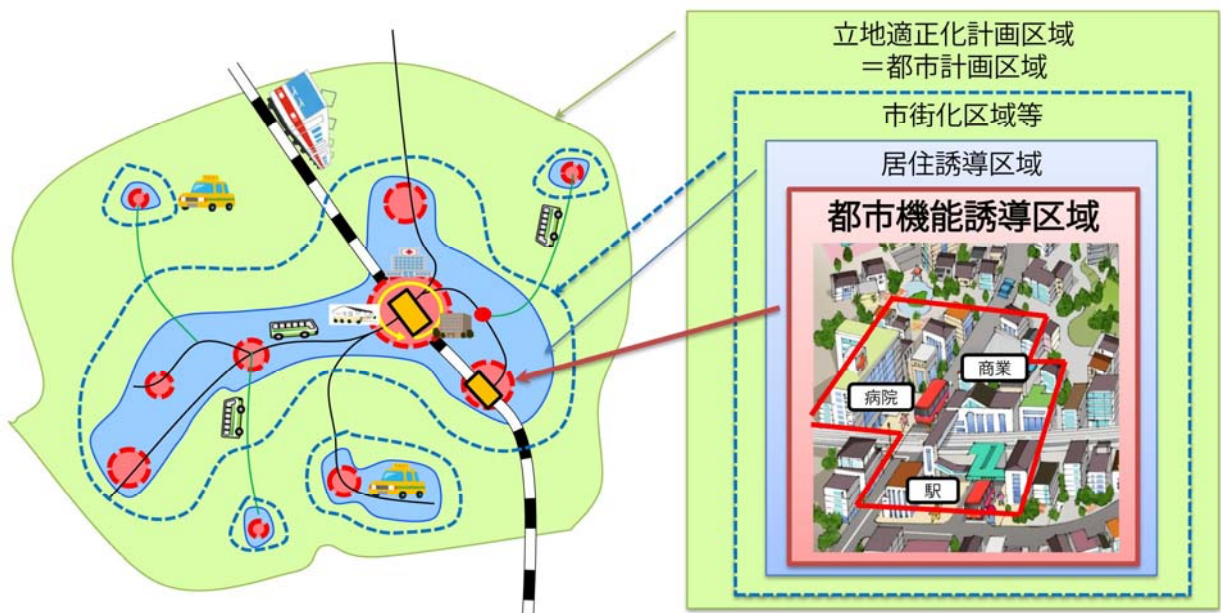 立地適正化計画区域
＝都市計画区域
市街化区域等
居住誘導区域
都市機能誘導区域
商業
病院
駅